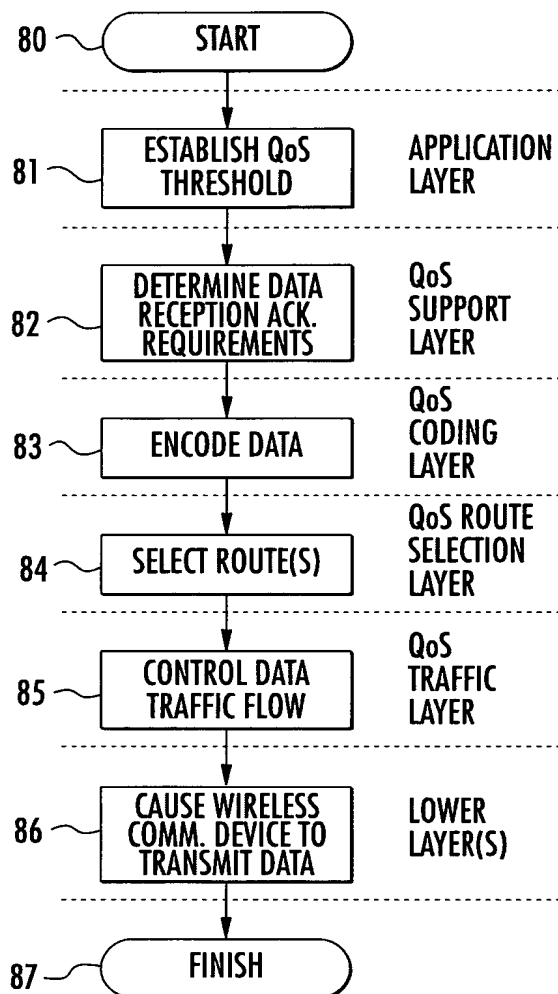 80
START
81
ESTABLISH QoS
THRESHOLD
APPLICATION
LAYER
82
DETERMINE DATA
RECEPTION ACK.
REQUIREMENTS
QoS
SUPPORT
LAYER
83
ENCODE DATA
QoS
CODING
LAYER
84
SELECT ROUTE(S)
QoS ROUTE
SELECTION
LAYER
85
CONTROL DATA
TRAFFIC FLOW
QoS
TRAFFIC
LAYER
86
CAUSE WIRELESS
COMM. DEVICE TO
TRANSMIT DATA
LOWER
LAYER(S)
87
FINISH